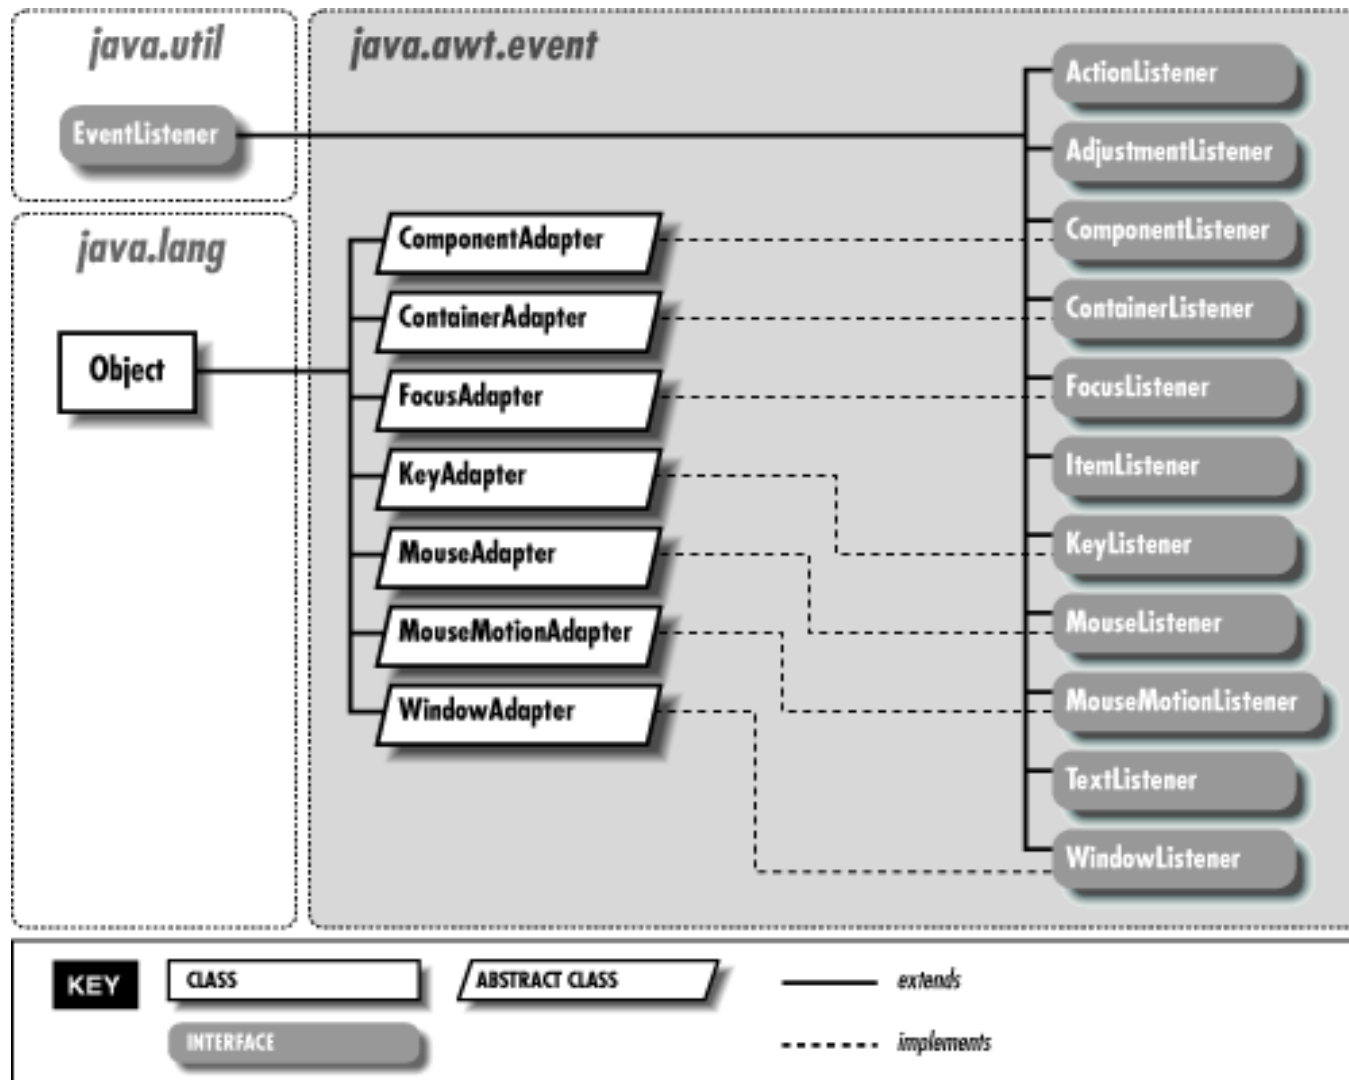 java.util
EventListener
java.lang
Object
java.awt.event
ComponentAdapter
ContainerAdapter
FocusAdapter
KeyAdapter
MouseAdapter
MouseMotionAdapter
WindowAdapter
ActionListener
AdjustmentListener
ComponentListener
ContainerListener
FocusListener
ItemListener
KeyListener
MouseListener
MouseMotionListener
TextListener
WindowListener
KEY
CLASS
ABSTRACT CLASS
extends
INTERFACE
implements